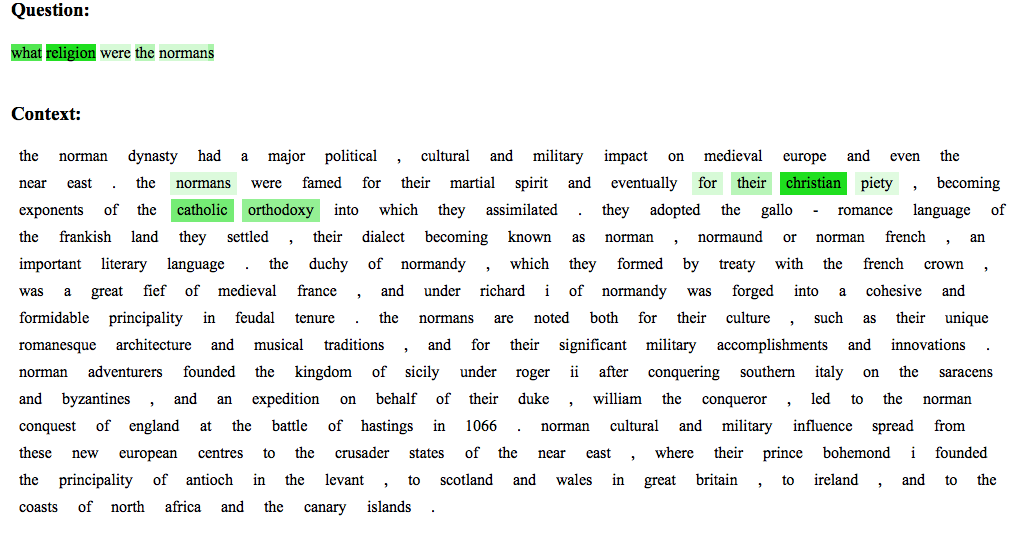 Question:
what religion were the normans
Context:
the norman dynasty had a major political , cultural and military impact on medieval europe and even the
near east . the normans were famed for their martial spirit and eventually for their christian piety , becoming
exponents of the catholic orthodoxy into which they assimilated . they adopted the gallo - romance language of
the frankish land they settled , their dialect becoming known as norman , normaund or norman french , an
important literary language . the duchy of normandy , which they formed by treaty with the french crown ,
was a great fief of medieval france , and under richard i of normandy was forged into a cohesive and
formidable principality in feudal tenure . the normans are noted both for their culture , such as their unique
romanesque architecture and musical traditions , and for their significant military accomplishments and innovations .
norman adventurers founded the kingdom of sicily under roger ii after conquering southern italy on the saracens
and byzantines , and an expedition on behalf of their duke , william the conqueror , led to the norman
conquest of england at the battle of hastings in 1066 . norman cultural and military influence spread from
these new european centres to the crusader states of the near east , where their prince bohemond i founded
the principality of antioch in the levant , to scotland and wales in great britain , to ireland , and to the
coasts of north africa and the canary islands .